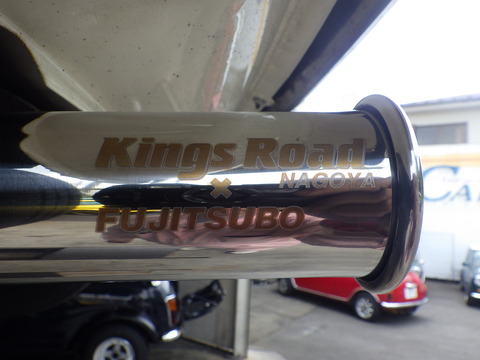 Kings Road
NAGOYA
×
FUJITSUBO